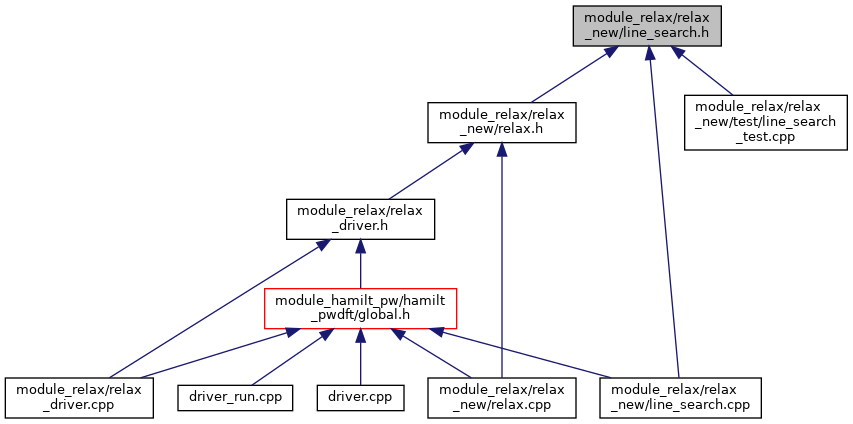 module_relax/relax
_new/line_search.h
module_relax/relax
_new/relax.h
module_relax/relax
_new/test/line_search
_test.cpp
module_relax/relax
_driver.h
module_hamilt_pw/hamilt
_pwdft/global.h
module_relax/relax
_driver.cpp
driver_run.cpp
driver.cpp
module_relax/relax
_new/relax.cpp
module_relax/relax
_new/line_search.cpp